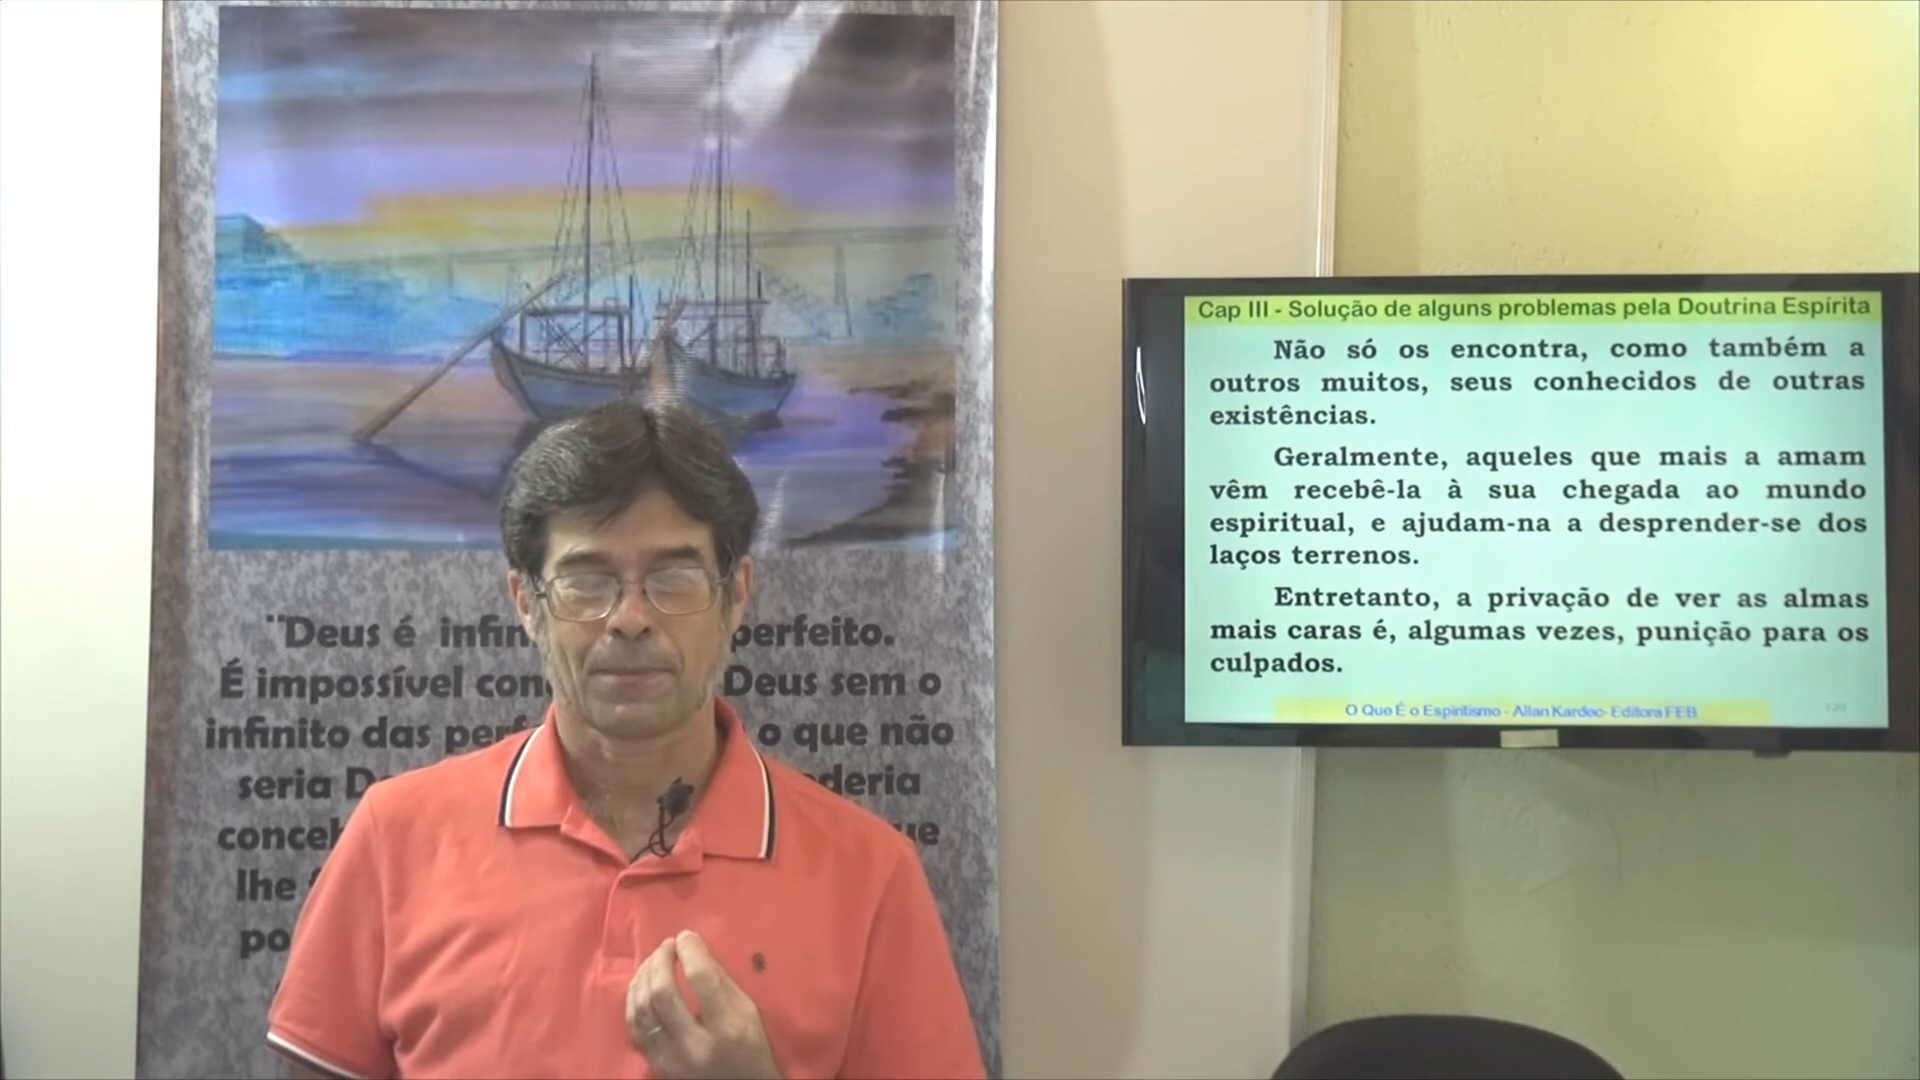 ¨Deus é infin
perfeito.
É impossível con
Deus sem o
infinito das per
o que não
seria D
deria
conceb
ue
lhe
po
Cap III - Solução de alguns problemas pela Doutrina Espírita
Não só os encontra, como também a
outros muitos, seus conhecidos de outras
existências.
Geralmente, aqueles que mais a amam
vêm recebê-la à sua chegada ao mundo
espiritual, e ajudam-na a desprender-se dos
laços terrenos.
Entretanto, a privação de ver as almas
mais caras é, algumas vezes, punição para os
culpados.
O Que É o Espiritismo - Allan Kardec- Editora FEB